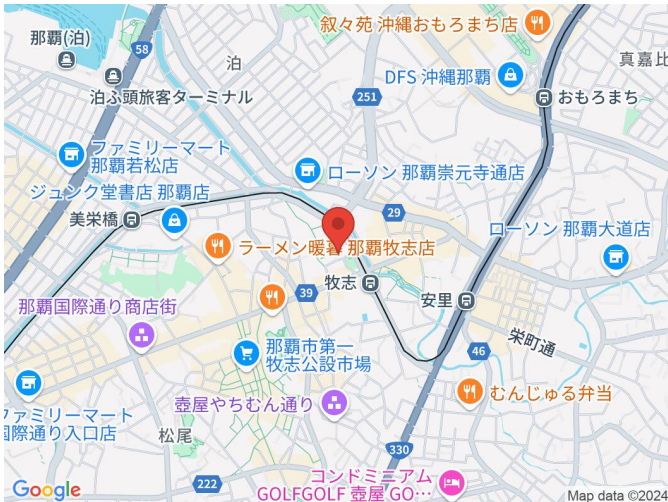 叙々苑 沖縄おもろまち店
那覇(泊)
58
泊
真嘉比
DFS 沖縄那覇
泊ふ頭旅客ターミナル
251
おもろまち
ファミリーマート
那覇若松店
ローソン 那覇崇元寺通店
ジュンク堂書店 那覇店
29
美栄橋
ローソン 那覇大道店
ラーメン暖暮 那覇牧志店
牧志
39
安里
那覇国際通り商店街
栄町通
那覇市第一
牧志公設市場
46
むんじゅる弁当
壺屋やちむん通り
ファミリーマート
国際通り入口店
松尾
330
222
コンドミニアム
GOLFGOLF 壺屋 GO…
Google
Map data ©2024